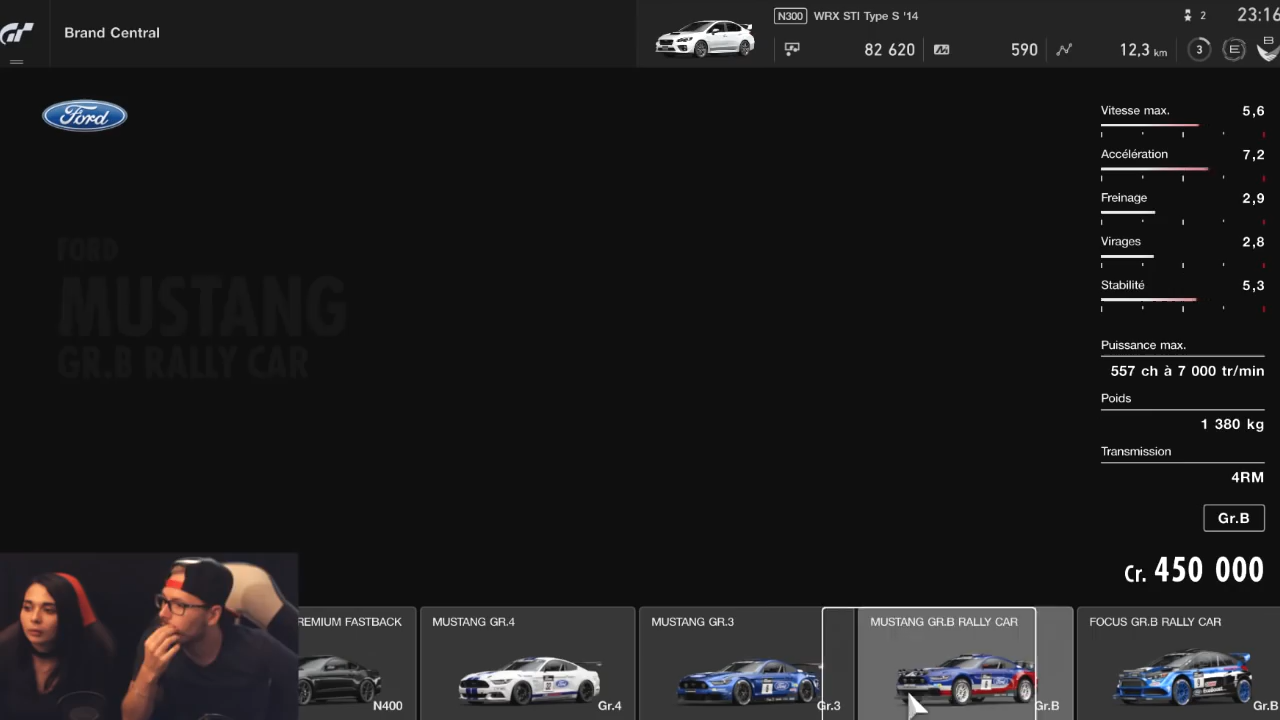 GT
Brand Central
N300 WRX STI Type S '14
2
23:16
82 620
590
12,3 km
3
E
B
Ford
Vitesse max. 5,6
Accélération 7,2
Freinage 2,9
Virages 2,8
Stabilité 5,3
FORD
MUSTANG
GR.B RALLY CAR
Puissance max.
557 ch à 7 000 tr/min
Poids
1 380 kg
Transmission
4RM
Gr.B
Cr. 450 000
REMIUM FASTBACK
N400
MUSTANG GR.4
Gr.4
MUSTANG GR.3
Gr.3
MUSTANG GR.B RALLY CAR
Gr.B
FOCUS GR.B RALLY CAR
Gr.B